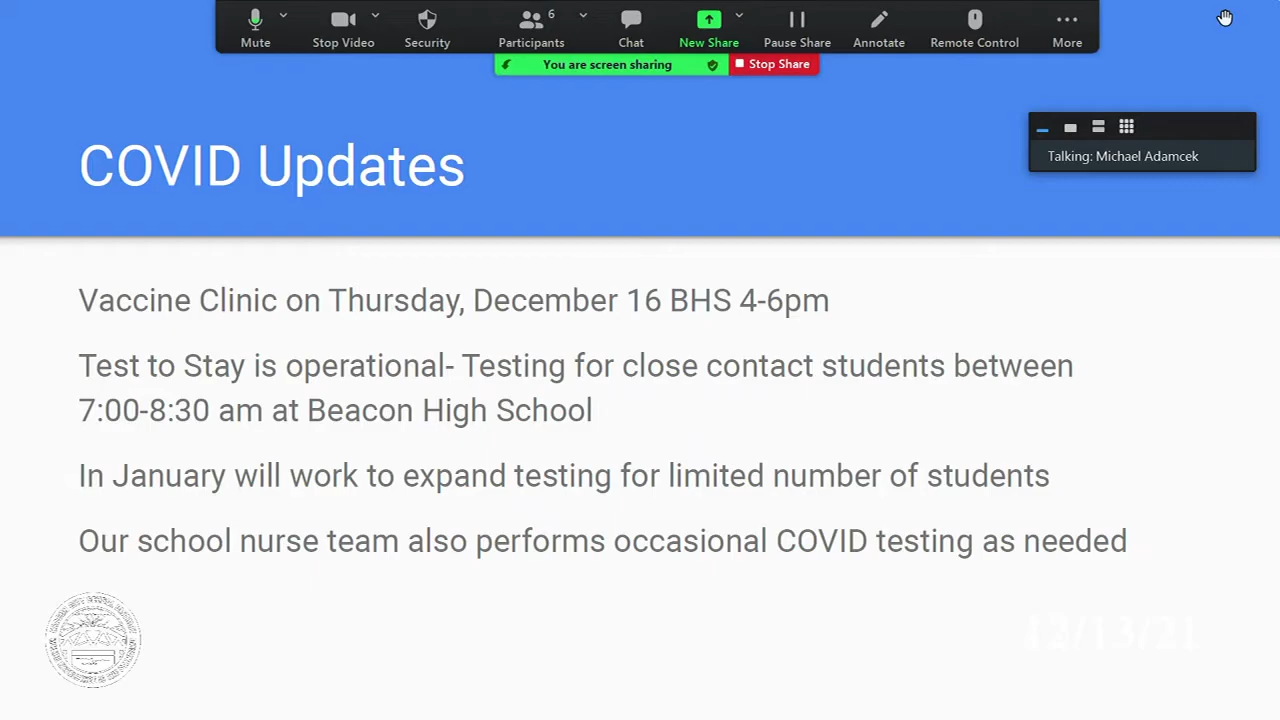 6
Mute
Stop Video
Security
Participants
Chat
New Share
Pause Share
Annotate
Remote Control
More
You are screen sharing
Stop Share
Talking: Michael Adamcek
COVID Updates
Vaccine Clinic on Thursday, December 16 BHS 4-6pm
Test to Stay is operational- Testing for close contact students between
7:00-8:30 am at Beacon High School
In January will work to expand testing for limited number of students
Our school nurse team also performs occasional COVID testing as needed
12/13/21